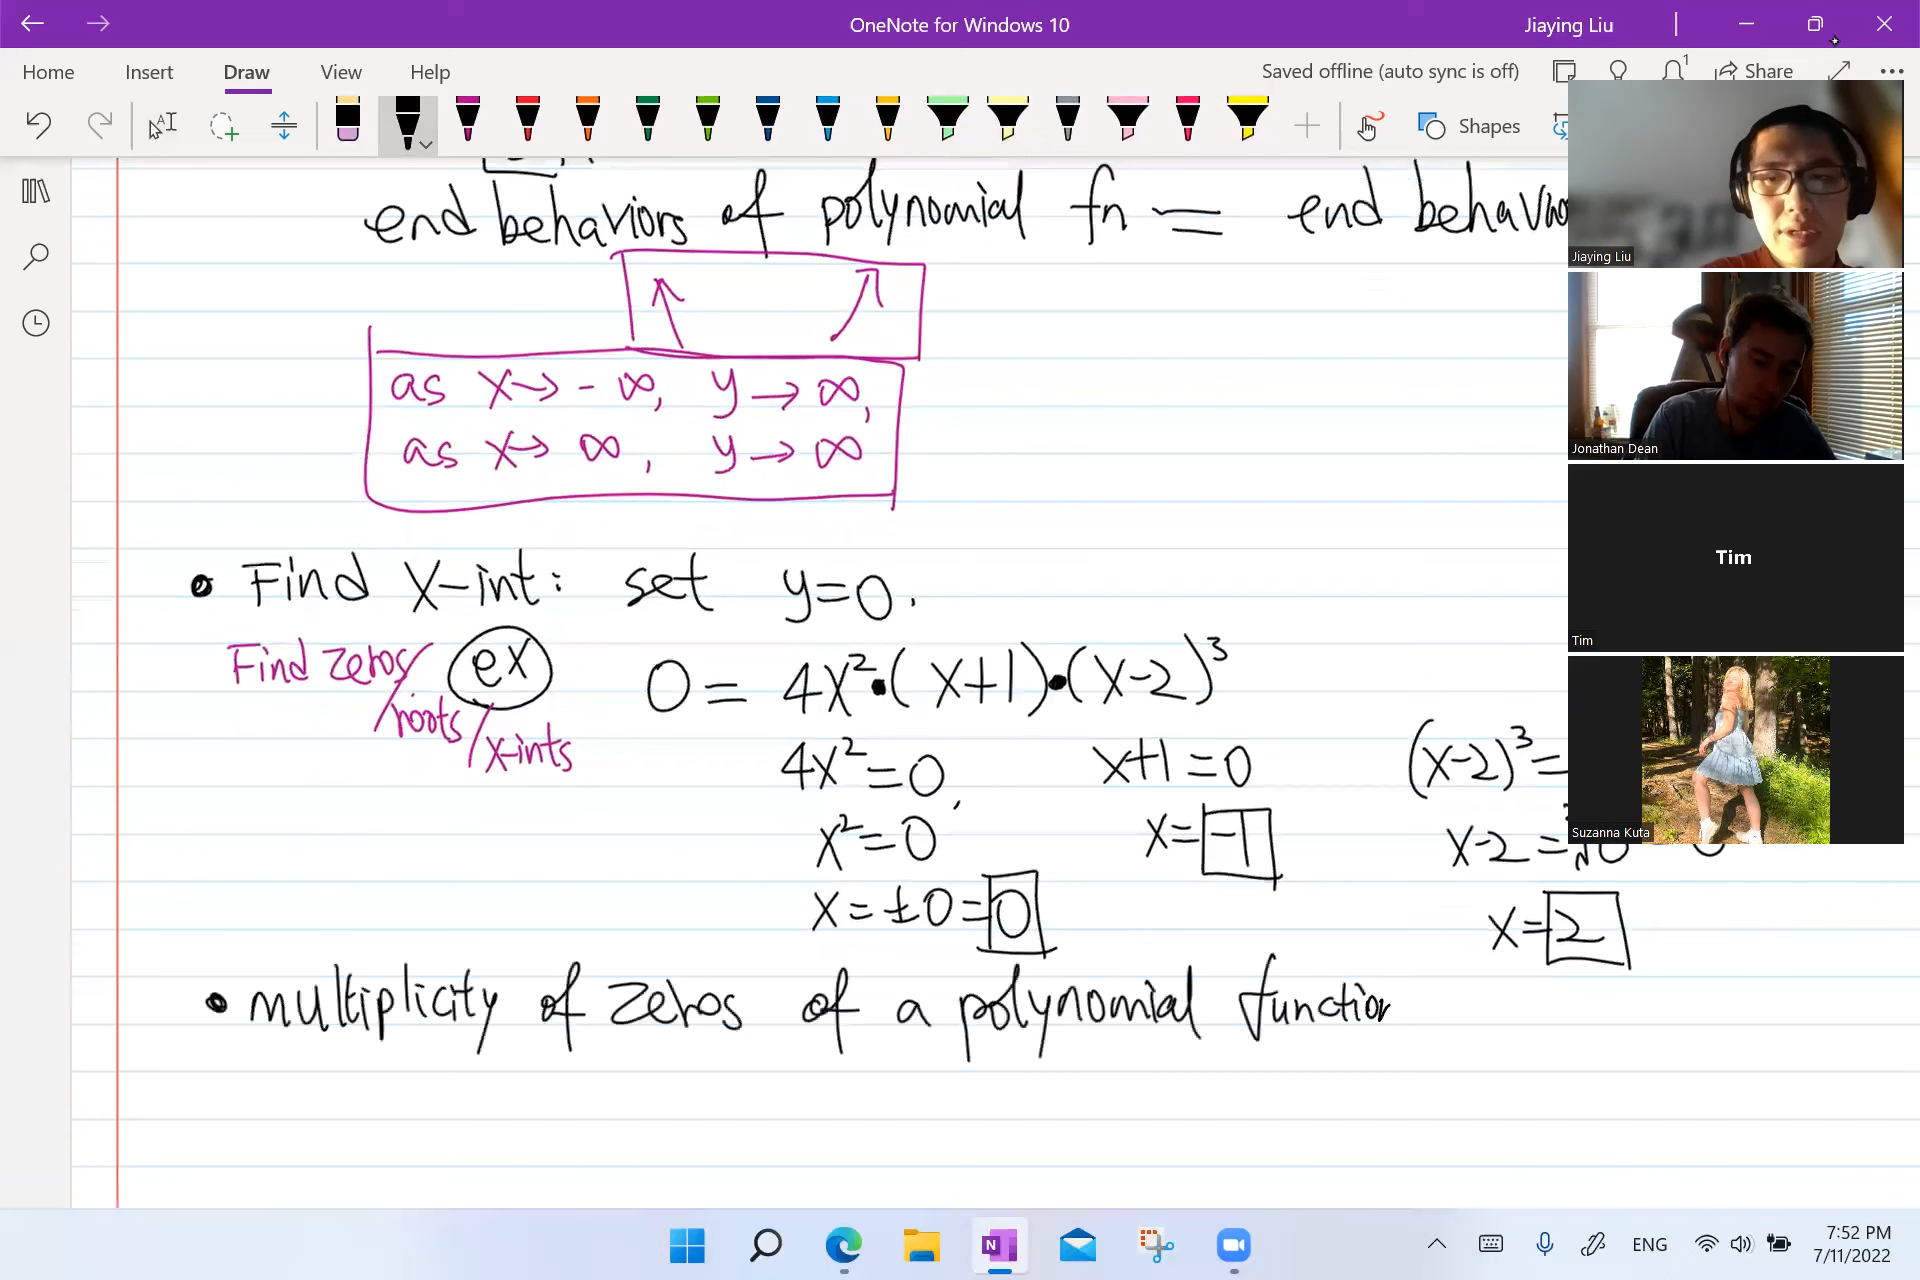 OneNote for Windows 10
Jiaying Liu
Home Insert Draw View Help
Saved offline (auto sync is off)
1
Share
Shapes
end behaviors of polynomial fn = end behavio
as x→ -∞, y→∞,
as x→ ∞, y→∞
• Find X-int: set y=0.
Find zeros/roots/x-ints
ex
0 = 4x²•(x+1)•(x-2)³
4x²=0,
x+1=0
(x-2)³=
x²=0
x=-1
x-2=
x=±0=0
x=2
• multiplicity of zeros of a polynomial function
Jiaying Liu
Jonathan Dean
Tim
Tim
Suzanna Kuta
ENG
7:52 PM
7/11/2022